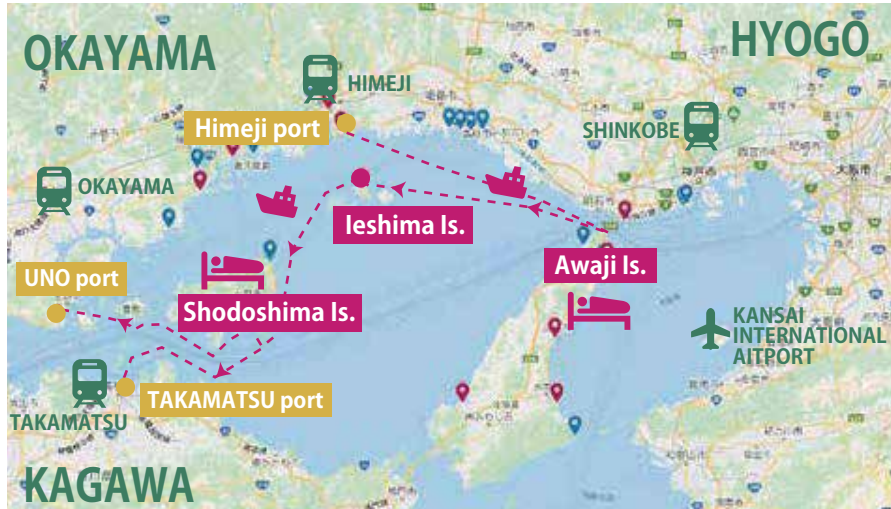 OKAYAMA
HYOGO
HIMEJI
Himeji port
SHINKOBE
OKAYAMA
Ieshima Is.
Awaji Is.
UNO port
Shodoshima Is.
KANSAI
INTERNATIONAL
AITPORT
TAKAMATSU
TAKAMATSU port
KAGAWA